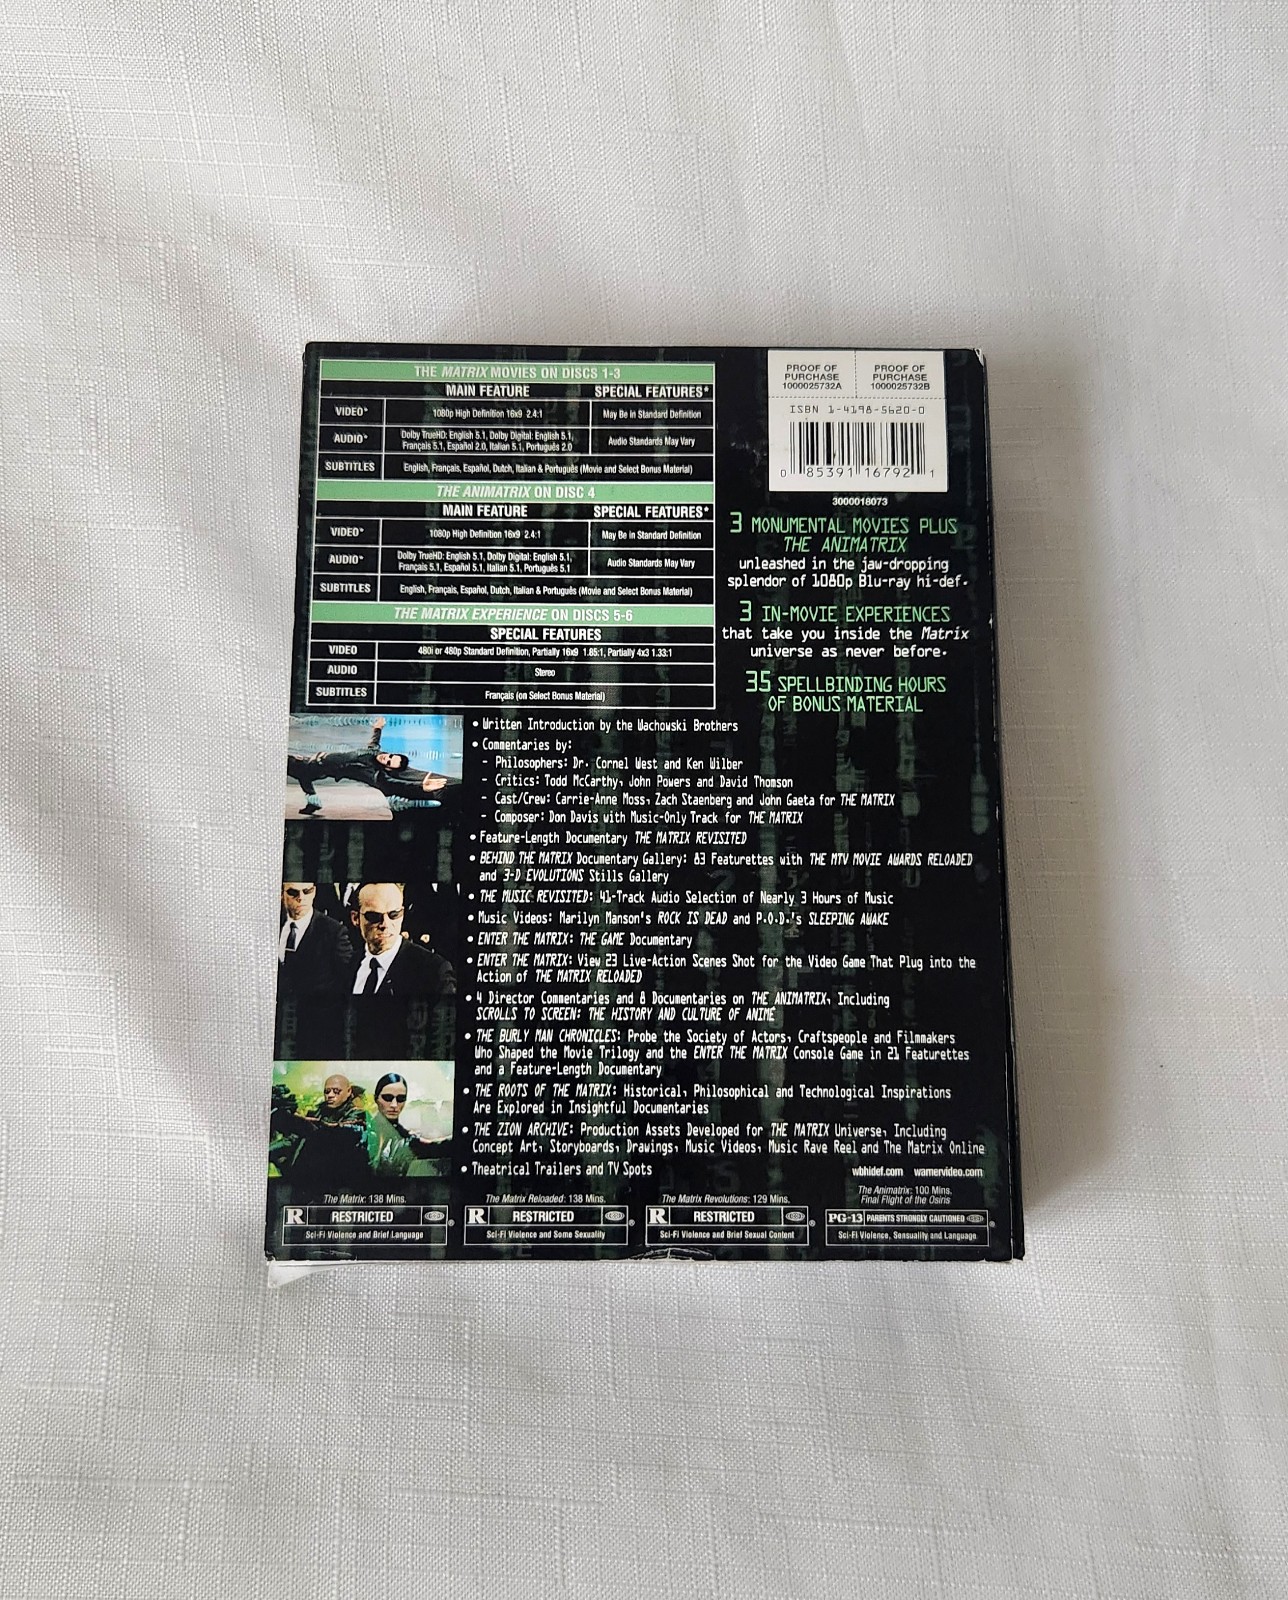 THE MATRIX MOVIES ON DISCS 1-3
MAIN FEATURE SPECIAL FEATURES*
VIDEO* 1080p High Definition 16x9 2.4:1 May Be in Standard Definition
AUDIO* Dolby TrueHD: English 5.1, Dolby Digital: English 5.1,
Français 5.1, Español 2.0, Italian 5.1, Português 2.0 Audio Standards May Vary
SUBTITLES English, Français, Español, Dutch, Italian & Português (Movie and Select Bonus Material)
THE ANIMATRIX ON DISC 4
MAIN FEATURE SPECIAL FEATURES*
VIDEO* 1080p High Definition 16x9 2.4:1 May Be in Standard Definition
AUDIO* Dolby TrueHD: English 5.1, Dolby Digital: English 5.1,
Français 5.1, Español 5.1, Italian 5.1, Português 5.1 Audio Standards May Vary
SUBTITLES English, Français, Español, Dutch, Italian & Português (Movie and Select Bonus Material)
THE MATRIX EXPERIENCE ON DISCS 5-6
SPECIAL FEATURES
VIDEO 480i or 480p Standard Definition, Partially 16x9 1.85:1, Partially 4x3 1.33:1
AUDIO Stereo
SUBTITLES Français (on Select Bonus Material)
PROOF OF PURCHASE 1000025732A
PROOF OF PURCHASE 1000025732B
ISBN 1-4198-5620-0
0 85391 16792 1
3000018073
3 MONUMENTAL MOVIES PLUS
THE ANIMATRIX
unleashed in the jaw-dropping
splendor of 1080p Blu-ray hi-def.
3 IN-MOVIE EXPERIENCES
that take you inside the Matrix
universe as never before.
35 SPELLBINDING HOURS
OF BONUS MATERIAL
• Written Introduction by the Wachowski Brothers
• Commentaries by:
- Philosophers: Dr. Cornel West and Ken Wilber
- Critics: Todd McCarthy, John Powers and David Thomson
- Cast/Crew: Carrie-Anne Moss, Zach Staenberg and John Gaeta for THE MATRIX
- Composer: Don Davis with Music-Only Track for THE MATRIX
• Feature-Length Documentary THE MATRIX REVISITED
• BEHIND THE MATRIX Documentary Gallery: 83 Featurettes with THE MTV MOVIE AWARDS RELOADED
and 3-D EVOLUTIONS Stills Gallery
• THE MUSIC REVISITED: 41-Track Audio Selection of Nearly 3 Hours of Music
• Music Videos: Marilyn Manson's ROCK IS DEAD and P.O.D.'s SLEEPING AWAKE
• ENTER THE MATRIX: THE GAME Documentary
• ENTER THE MATRIX: View 23 Live-Action Scenes Shot for the Video Game That Plug into the
Action of THE MATRIX RELOADED
• 4 Director Commentaries and 8 Documentaries on THE ANIMATRIX, Including
SCROLLS TO SCREEN: THE HISTORY AND CULTURE OF ANIME
• THE BURLY MAN CHRONICLES: Probe the Society of Actors, Craftspeople and Filmmakers
Who Shaped the Movie Trilogy and the ENTER THE MATRIX Console Game in 21 Featurettes
and a Feature-Length Documentary
• THE ROOTS OF THE MATRIX: Historical, Philosophical and Technological Inspirations
Are Explored in Insightful Documentaries
• THE ZION ARCHIVE: Production Assets Developed for THE MATRIX Universe, Including
Concept Art, Storyboards, Drawings, Music Videos, Music Rave Reel and The Matrix Online
• Theatrical Trailers and TV Spots
wbhidef.com warnervideo.com
The Matrix: 138 Mins.
R RESTRICTED ®
Sci-Fi Violence and Brief Language
The Matrix Reloaded: 138 Mins.
R RESTRICTED ®
Sci-Fi Violence and Some Sexuality
The Matrix Revolutions: 129 Mins.
R RESTRICTED ®
Sci-Fi Violence and Brief Sexual Content
The Animatrix: 100 Mins.
Final Flight of the Osiris
PG-13 PARENTS STRONGLY CAUTIONED ®
Sci-Fi Violence, Sensuality and Language